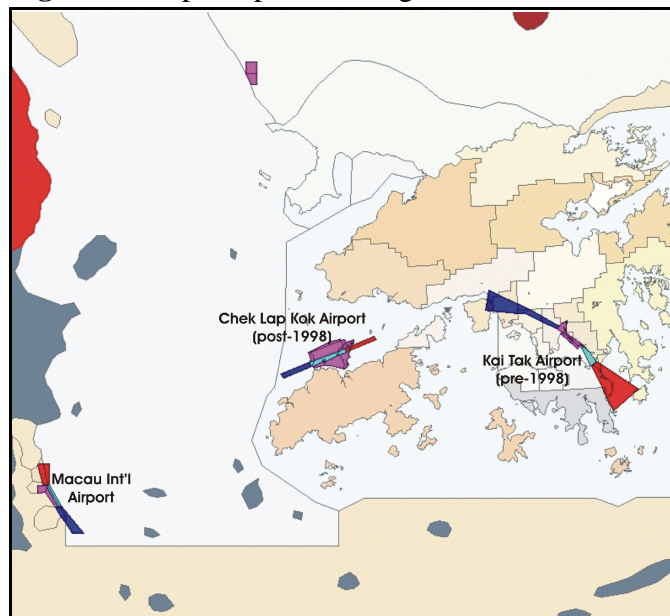 Chek Lap Kok Airport
(post-1998)
Kai Tak Airport
(pre-1998)
Macau Int'l
Airport